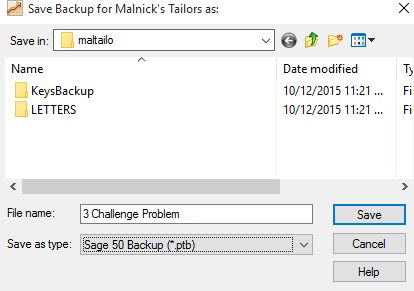 Save Backup for Malnick's Tailors as:
Save in: maltailo
Name Date modified Ty
KeysBackup 10/12/2015 11:21 ... Fi
LETTERS 10/12/2015 11:21 ... Fi
File name: 3 Challenge Problem Save
Save as type: Sage 50 Backup (*.ptb) Cancel
Help